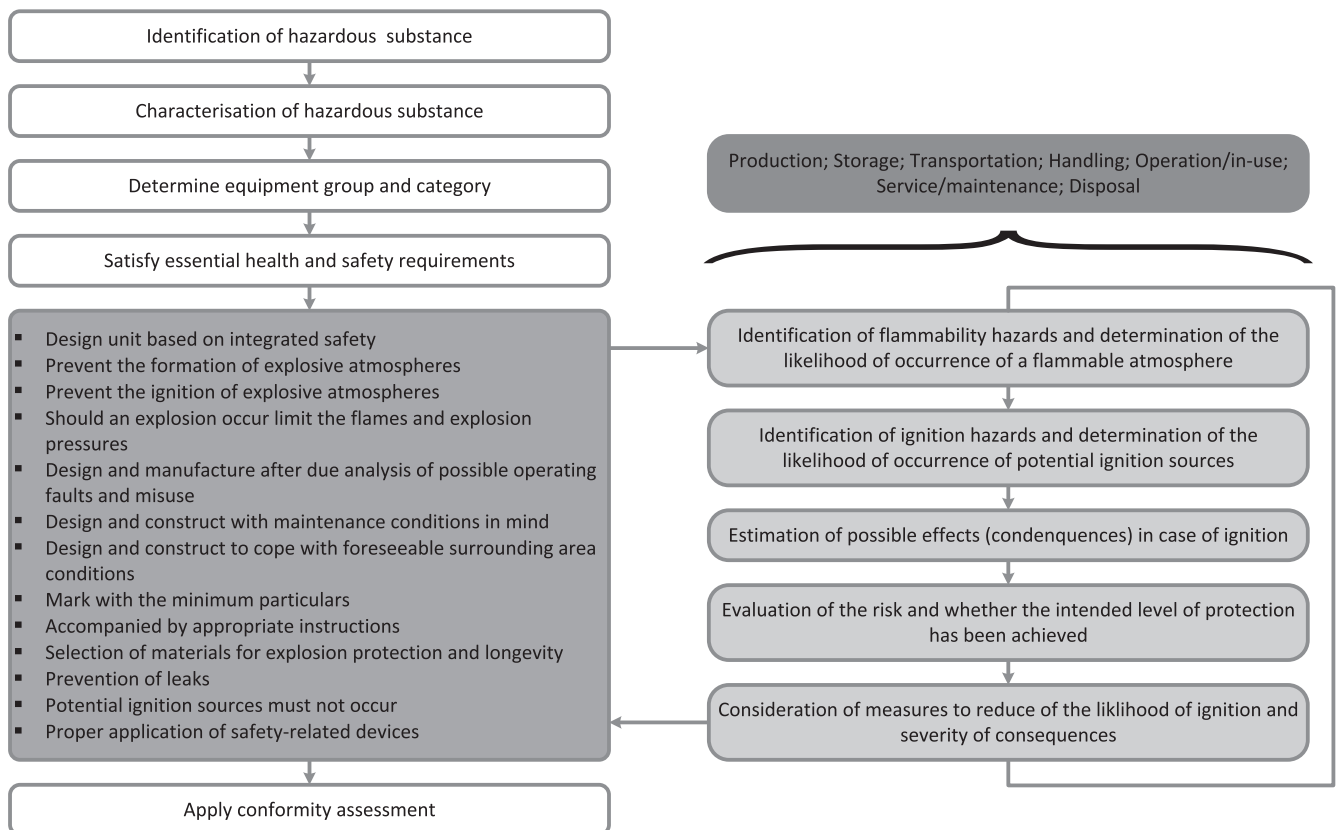 Identification of hazardous substance
Characterisation of hazardous substance
Determine equipment group and category
Satisfy essential health and safety requirements
▪ Design unit based on integrated safety
▪ Prevent the formation of explosive atmospheres
▪ Prevent the ignition of explosive atmospheres
▪ Should an explosion occur limit the flames and explosion
pressures
▪ Design and manufacture after due analysis of possible operating
faults and misuse
▪ Design and construct with maintenance conditions in mind
▪ Design and construct to cope with foreseeable surrounding area
conditions
▪ Mark with the minimum particulars
▪ Accompanied by appropriate instructions
▪ Selection of materials for explosion protection and longevity
▪ Prevention of leaks
▪ Potential ignition sources must not occur
▪ Proper application of safety-related devices
Apply conformity assessment
Production; Storage; Transportation; Handling; Operation/in-use;
Service/maintenance; Disposal
Identification of flammability hazards and determination of the
likelihood of occurrence of a flammable atmosphere
Identification of ignition hazards and determination of the
likelihood of occurrence of potential ignition sources
Estimation of possible effects (condenquences) in case of ignition
Evaluation of the risk and whether the intended level of protection
has been achieved
Consideration of measures to reduce of the liklihood of ignition and
severity of consequences